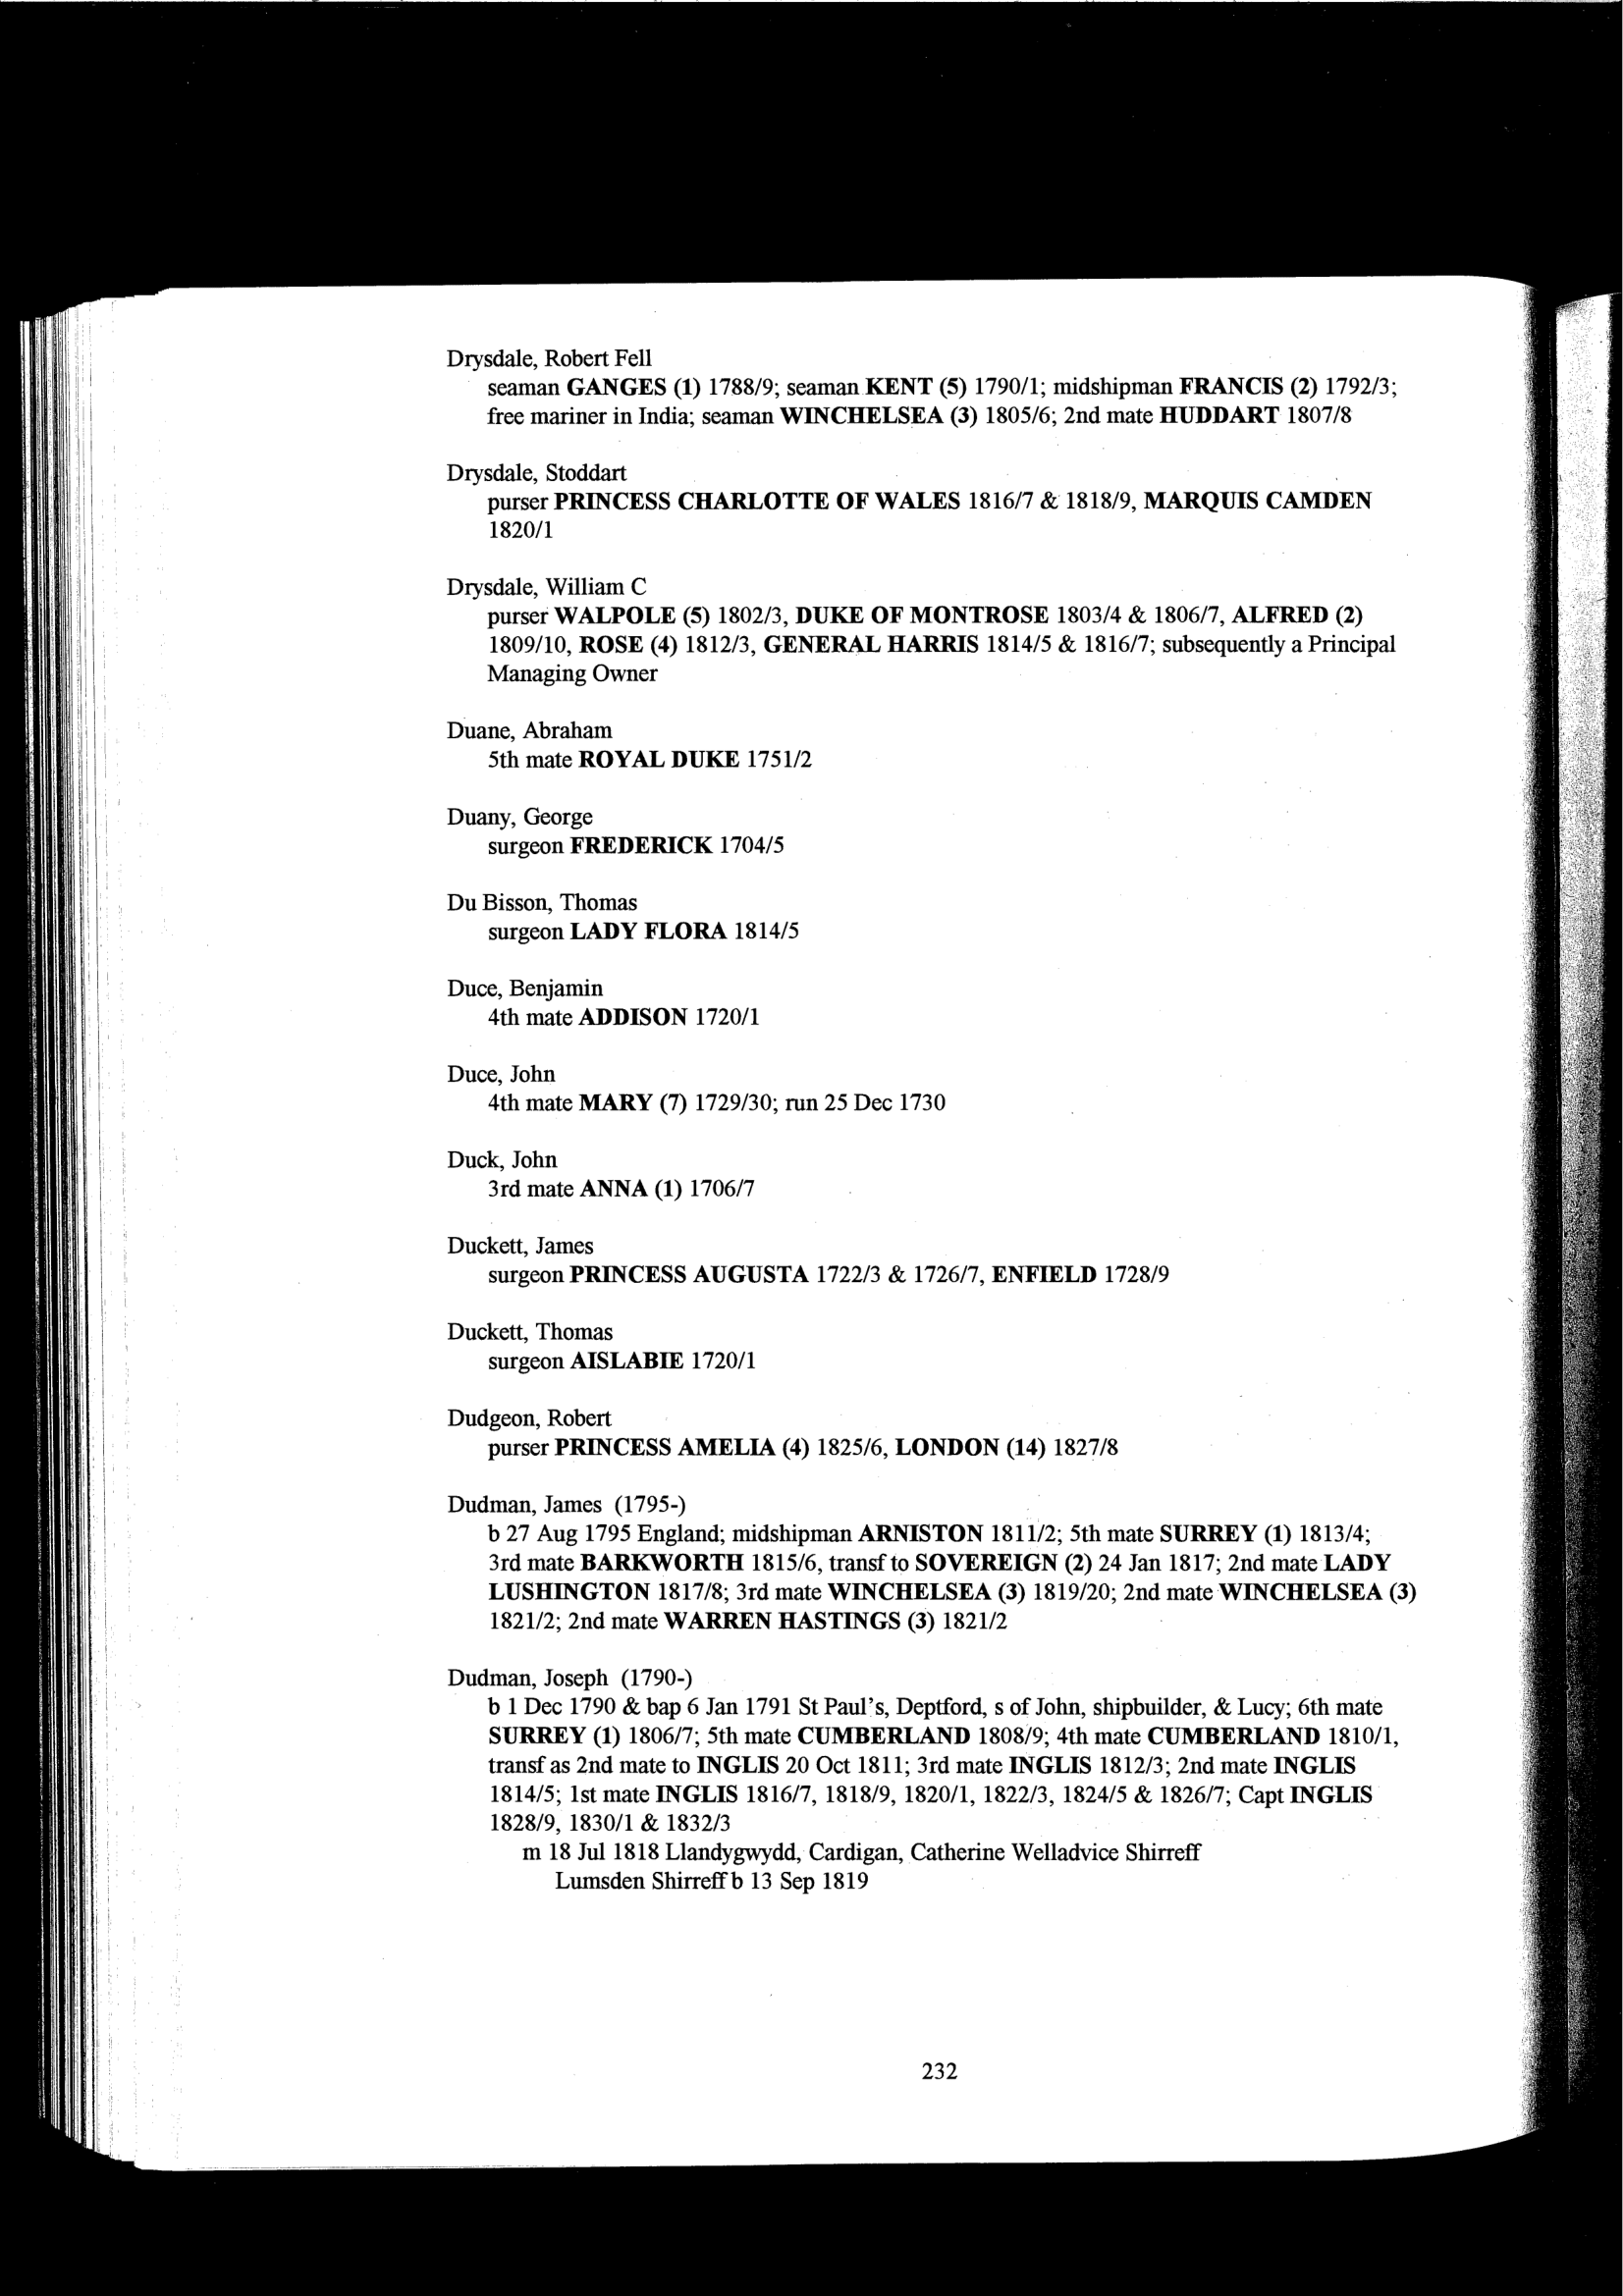 Drysdale, Robert Fell
seaman GANGES (1) 1788/9; seaman KENT (5) 1790/1; midshipman FRANCIS (2) 1792/3;
free mariner in India; seaman WINCHELSEA (3) 1805/6; 2nd mate HUDDART 1807/8
Drysdale, Stoddart
purser PRINCESS CHARLOTTE OF WALES 1816/7 & 1818/9, MARQUIS CAMDEN
1820/1
Drysdale, William C
purser WALPOLE (5) 1802/3, DUKE OF MONTROSE 1803/4 & 1806/7, ALFRED (2)
1809/10, ROSE (4) 1812/3, GENERAL HARRIS 1814/5 & 1816/7; subsequently a Principal
Managing Owner
Duane, Abraham
5th mate ROYAL DUKE 1751/2
Duany, George
surgeon FREDERICK 1704/5
Du Bisson, Thomas
surgeon LADY FLORA 1814/5
Duce, Benjamin
4th mate ADDISON 1720/1
Duce, John
4th mate MARY (7) 1729/30; run 25 Dec 1730
Duck, John
3rd mate ANNA (1) 1706/7
Duckett, James
surgeon PRINCESS AUGUSTA 1722/3 & 1726/7, ENFIELD 1728/9
Duckett, Thomas
surgeon AISLABIE 1720/1
Dudgeon, Robert
purser PRINCESS AMELIA (4) 1825/6, LONDON (14) 1827/8
Dudman, James (1795-)
b 27 Aug 1795 England; midshipman ARNISTON 1811/2; 5th mate SURREY (1) 1813/4;
3rd mate BARKWORTH 1815/6, transf to SOVEREIGN (2) 24 Jan 1817; 2nd mate LADY
LUSHINGTON 1817/8; 3rd mate WINCHELSEA (3) 1819/20; 2nd mate WINCHELSEA (3)
1821/2; 2nd mate WARREN HASTINGS (3) 1821/2
Dudman, Joseph (1790-)
b 1 Dec 1790 & bap 6 Jan 1791 St Paul's, Deptford, s of John, shipbuilder, & Lucy; 6th mate
SURREY (1) 1806/7; 5th mate CUMBERLAND 1808/9; 4th mate CUMBERLAND 1810/1,
transf as 2nd mate to INGLIS 20 Oct 1811; 3rd mate INGLIS 1812/3; 2nd mate INGLIS
1814/5; 1st mate INGLIS 1816/7, 1818/9, 1820/1, 1822/3, 1824/5 & 1826/7; Capt INGLIS
1828/9, 1830/1 & 1832/3
m 18 Jul 1818 Llandygwydd, Cardigan, Catherine Welladvice Shirreff
Lumsden Shirreff b 13 Sep 1819
232